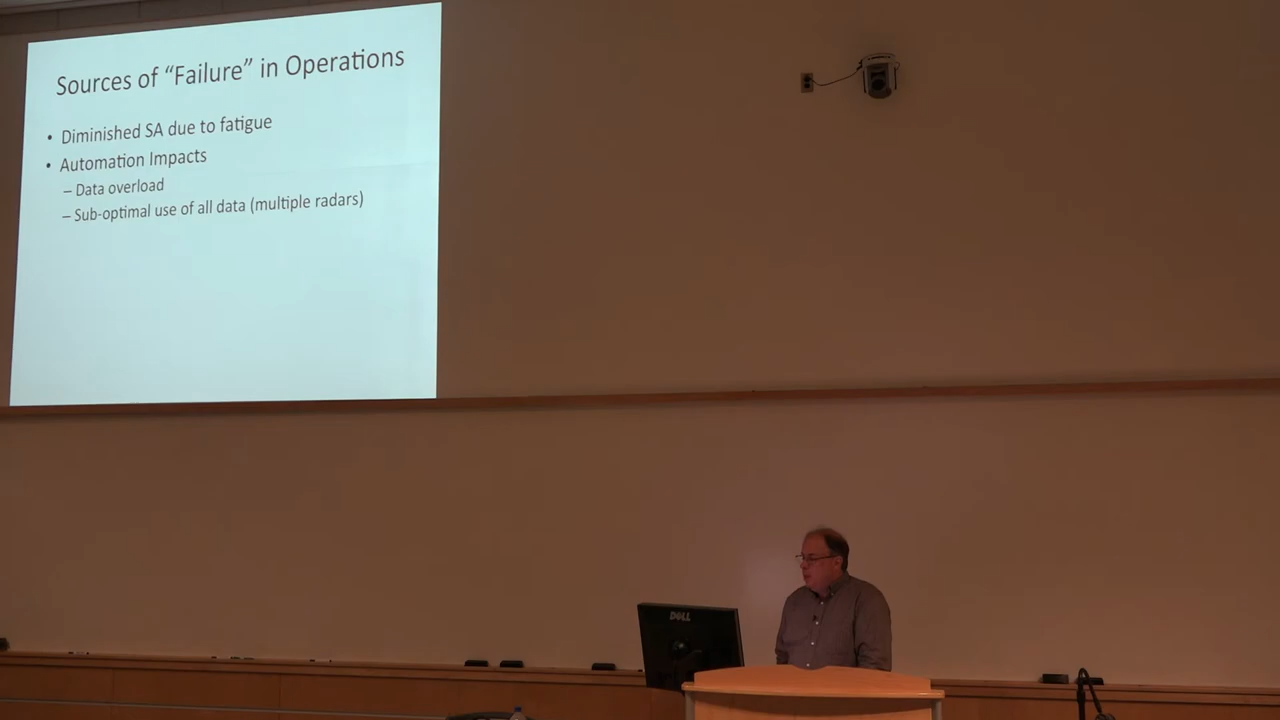 Sources of “Failure” in Operations
• Diminished SA due to fatigue
• Automation Impacts
– Data overload
– Sub-optimal use of all data (multiple radars)
DELL